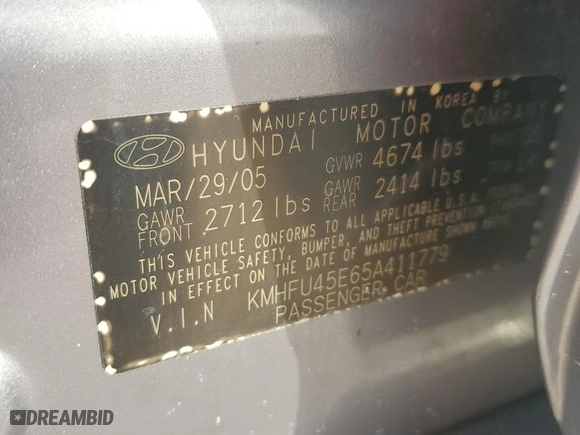 MANUFACTURED IN KOREA BY
HYUNDAI MOTOR COMPANY
MAR/29/05 GVWR 4674 lbs
GAWR FRONT 2712 lbs GAWR REAR 2414 lbs
THIS VEHICLE CONFORMS TO ALL APPLICABLE U.S.A. FEDERAL
MOTOR VEHICLE SAFETY, BUMPER, AND THEFT PREVENTION STANDARDS
IN EFFECT ON THE DATE OF MANUFACTURE SHOWN ABOVE
V.I.N KMHFU45E65A411779
PASSENGER CAR
DREAMBID